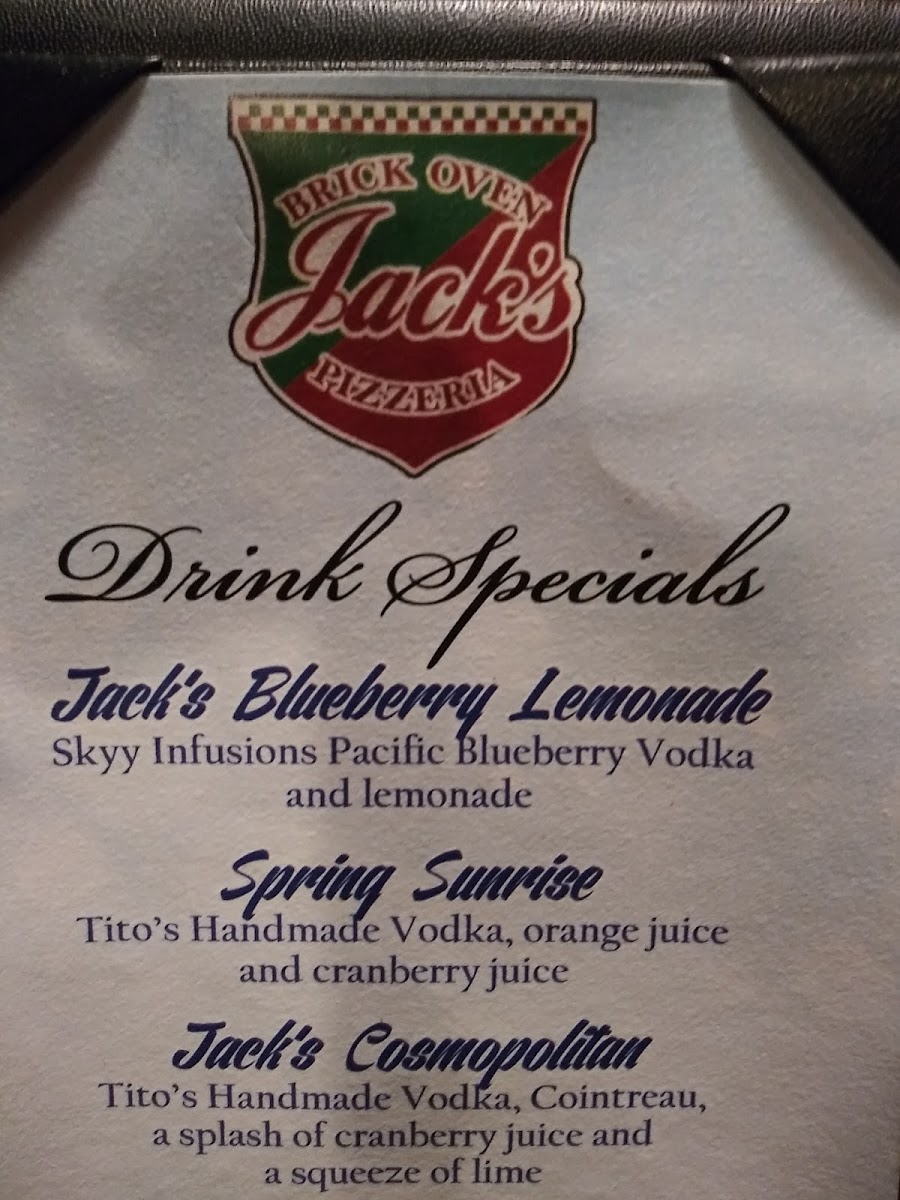 BRICK OVEN
Jack's
PIZZERIA
Drink Specials
Jack's Blueberry Lemonade
Skyy Infusions Pacific Blueberry Vodka
and lemonade
Spring Sunrise
Tito's Handmade Vodka, orange juice
and cranberry juice
Jack's Cosmopolitan
Tito's Handmade Vodka, Cointreau,
a splash of cranberry juice and
a squeeze of lime